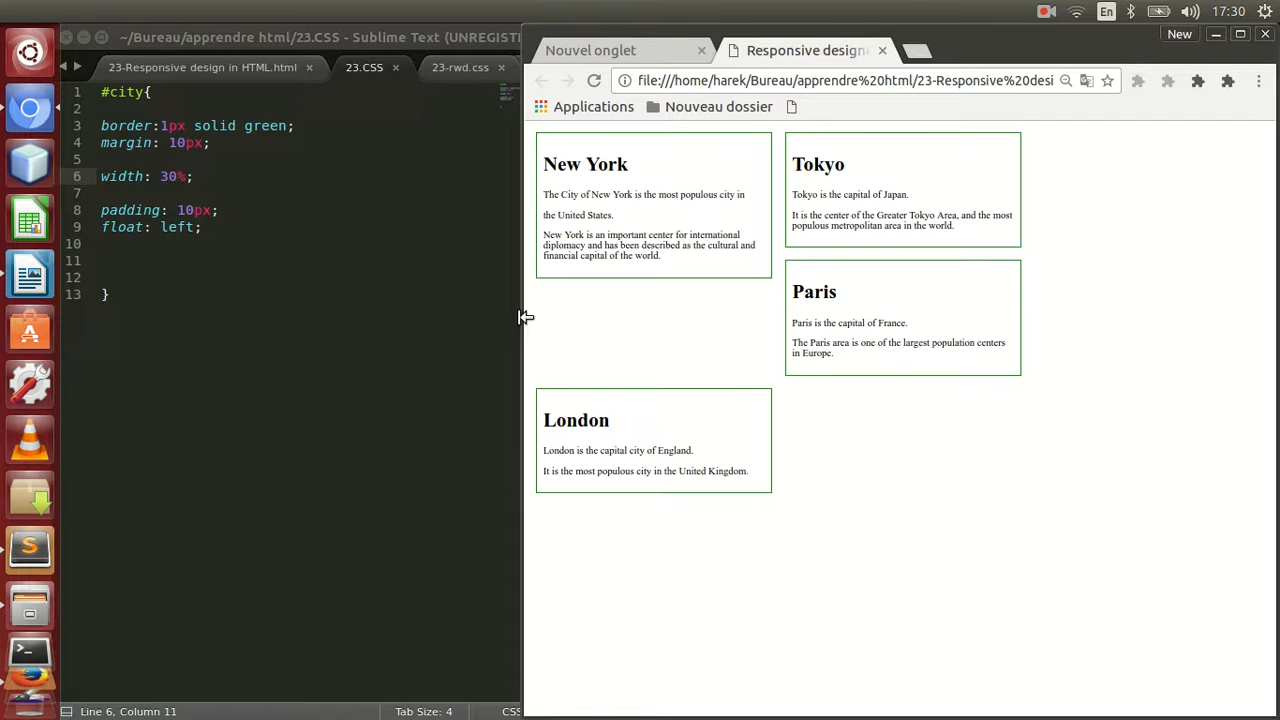 En
17:30
~/Bureau/apprendre html/23.CSS - Sublime Text (UNREGISTI
23-Responsive design in HTML.html
23.CSS
23-rwd.css
1 #city{
2
3 border:1px solid green;
4 margin: 10px;
5
6 width: 30%;
7
8 padding: 10px;
9 float: left;
10
11
12
13 }
Line 6, Column 11
Tab Size: 4
CSS
New
Nouvel onglet
Responsive design
file:///home/harek/Bureau/apprendre%20html/23-Responsive%20desi
Applications
Nouveau dossier
New York
The City of New York is the most populous city in
the United States.
New York is an important center for international
diplomacy and has been described as the cultural and
financial capital of the world.
Tokyo
Tokyo is the capital of Japan.
It is the center of the Greater Tokyo Area, and the most
populous metropolitan area in the world.
Paris
Paris is the capital of France.
The Paris area is one of the largest population centers
in Europe.
London
London is the capital city of England.
It is the most populous city in the United Kingdom.